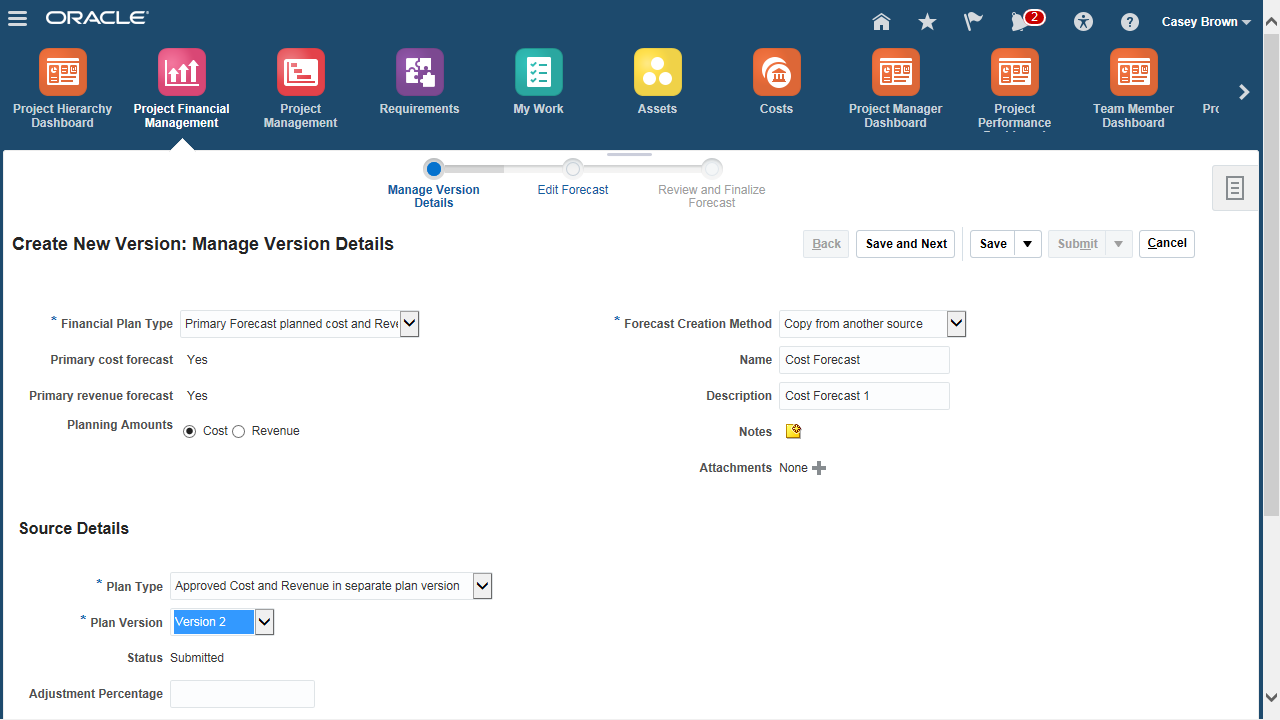 ORACLE
2
Casey Brown
Project Hierarchy
Dashboard
Project Financial
Management
Project
Management
Requirements
My Work
Assets
Costs
Project Manager
Dashboard
Project
Performance
Team Member
Dashboard
Manage Version
Details
Edit Forecast
Review and Finalize
Forecast
Create New Version: Manage Version Details
Back
Save and Next
Save
Submit
Cancel
* Financial Plan Type Primary Forecast planned cost and Reve
Primary cost forecast Yes
Primary revenue forecast Yes
Planning Amounts
Cost Revenue
* Forecast Creation Method Copy from another source
Name Cost Forecast
Description Cost Forecast 1
Notes
Attachments None
Source Details
* Plan Type Approved Cost and Revenue in separate plan version
* Plan Version Version 2
Status Submitted
Adjustment Percentage